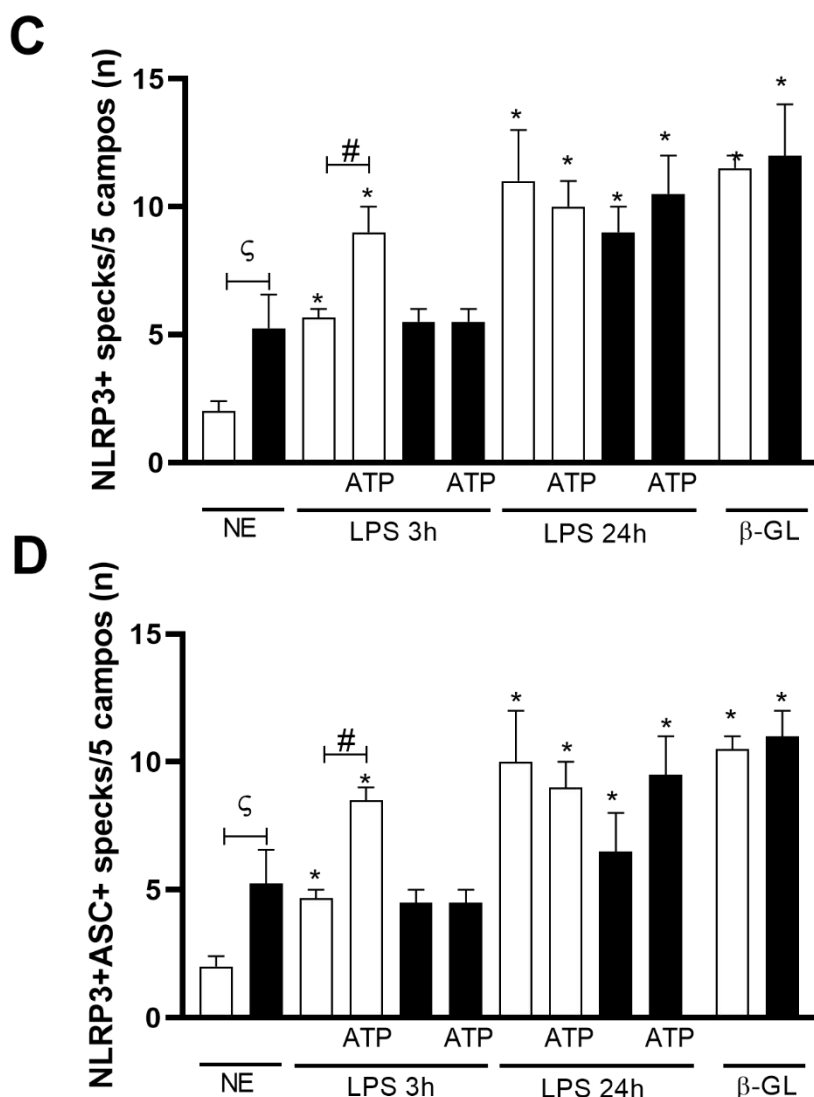 C
NLRP3+ specks/5 campos (n)
15
10
5
0
ς
*
#
*
*
*
*
*
*
*
ATP ATP ATP ATP
NE LPS 3h LPS 24h β-GL
D
NLRP3+ASC+ specks/5 campos (n)
15
10
5
0
ς
*
#
*
*
*
*
*
*
*
ATP ATP ATP ATP
NE LPS 3h LPS 24h β-GL